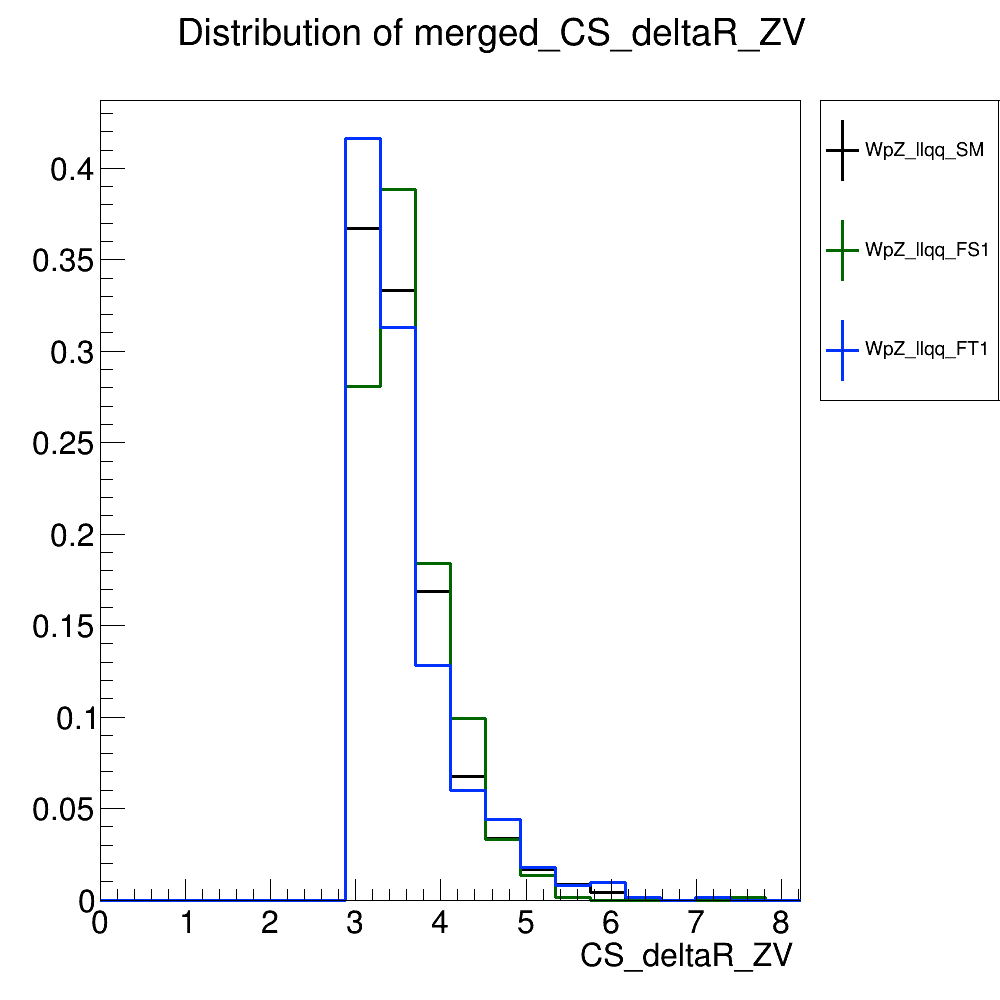 Distribution of merged_CS_deltaR_ZV
WpZ_llqq_SM
WpZ_llqq_FS1
WpZ_llqq_FT1
0.4
0.35
0.3
0.25
0.2
0.15
0.1
0.05
0
0 1 2 3 4 5 6 7 8
CS_deltaR_ZV